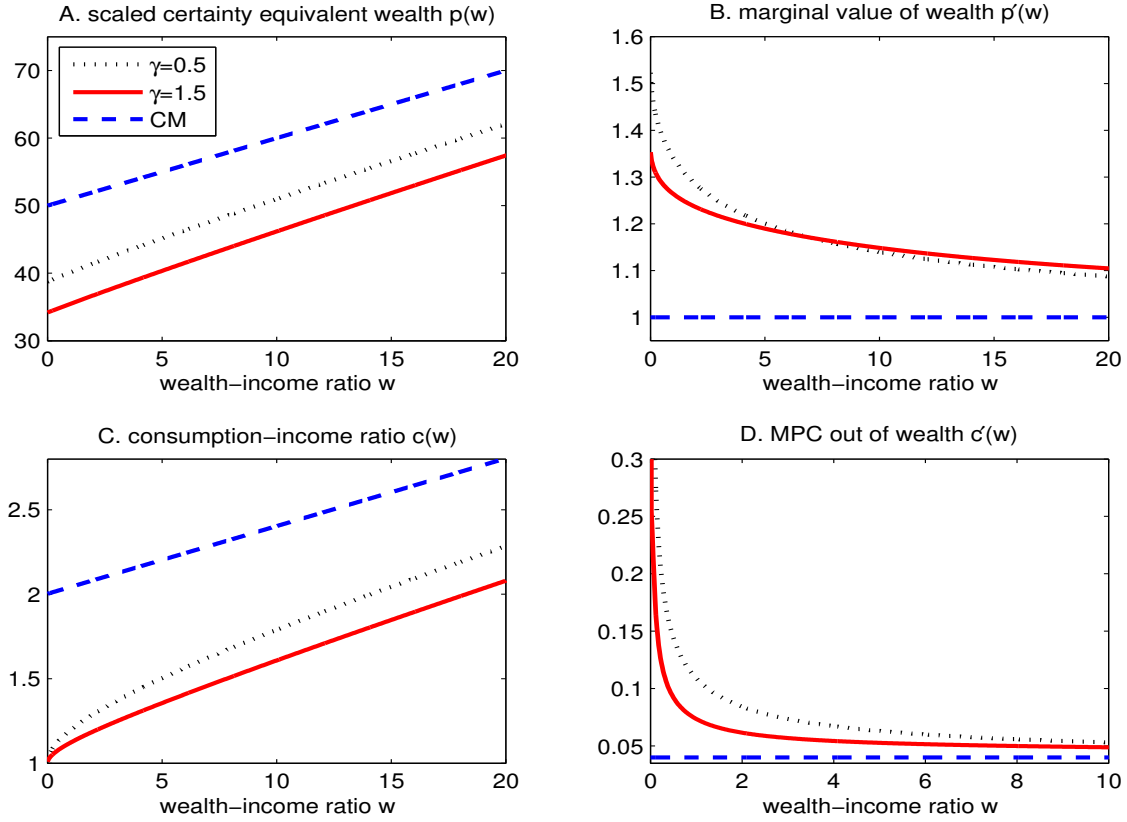 A. scaled certainty equivalent wealth p(w)
γ=0.5
γ=1.5
CM
70
60
50
40
30
0 5 10 15 20
wealth−income ratio w
B. marginal value of wealth p′(w)
1.6
1.5
1.4
1.3
1.2
1.1
1
0 5 10 15 20
wealth−income ratio w
C. consumption−income ratio c(w)
2.5
2
1.5
1
0 5 10 15 20
wealth−income ratio w
D. MPC out of wealth c′(w)
0.3
0.25
0.2
0.15
0.1
0.05
0 2 4 6 8 10
wealth−income ratio w